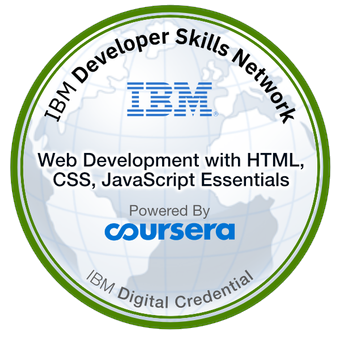 IBM Developer Skills Network
IBM
Web Development with HTML,
CSS, JavaScript Essentials
Powered By
coursera
IBM Digital Credential